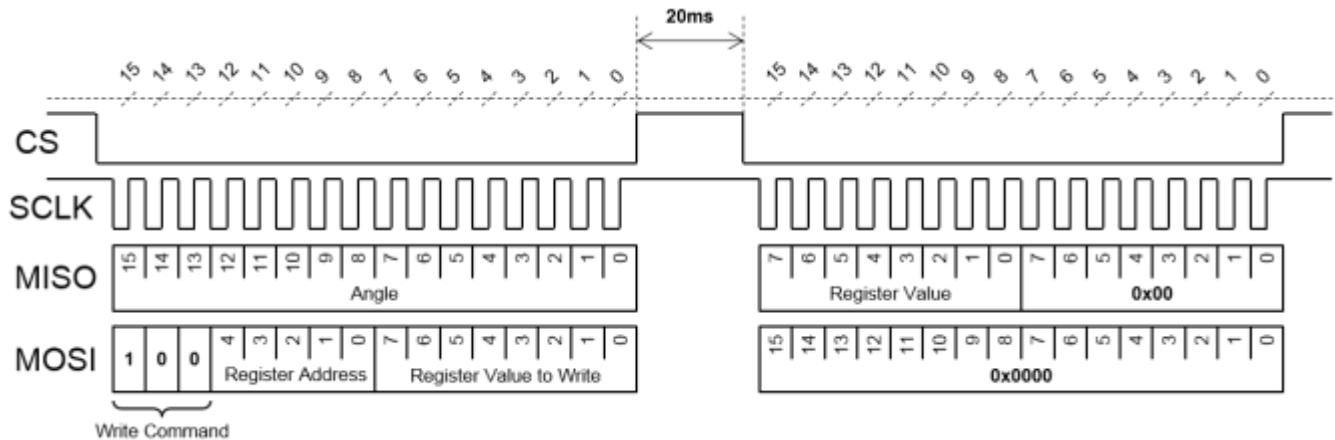 20ms
15 14 13 12 11 10 9 8 7 6 5 4 3 2 1 0 15 14 13 12 11 10 9 8 7 6 5 4 3 2 1 0
CS
SCLK
MISO 15 14 13 12 11 10 9 8 7 6 5 4 3 2 1 0 7 6 5 4 3 2 1 0 7 6 5 4 3 2 1 0
Angle Register Value 0x00
MOSI 1 0 0 4 3 2 1 0 7 6 5 4 3 2 1 0 15 14 13 12 11 10 9 8 7 6 5 4 3 2 1 0
Register Address Register Value to Write 0x0000
Write Command